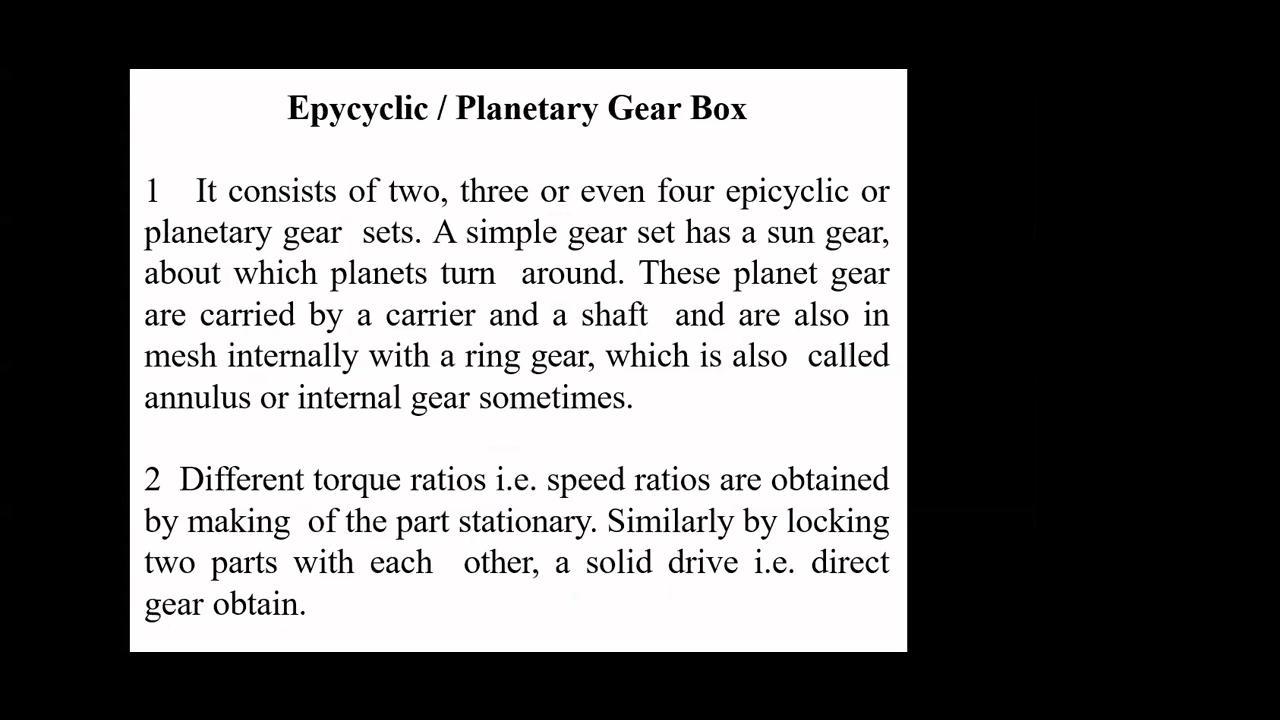 Epycyclic / Planetary Gear Box
1 It consists of two, three or even four epicyclic or
planetary gear sets. A simple gear set has a sun gear,
about which planets turn around. These planet gear
are carried by a carrier and a shaft and are also in
mesh internally with a ring gear, which is also called
annulus or internal gear sometimes.
2 Different torque ratios i.e. speed ratios are obtained
by making of the part stationary. Similarly by locking
two parts with each other, a solid drive i.e. direct
gear obtain.